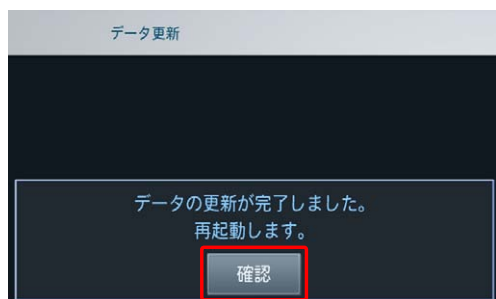 データ更新
データの更新が完了しました。
再起動します。
確認